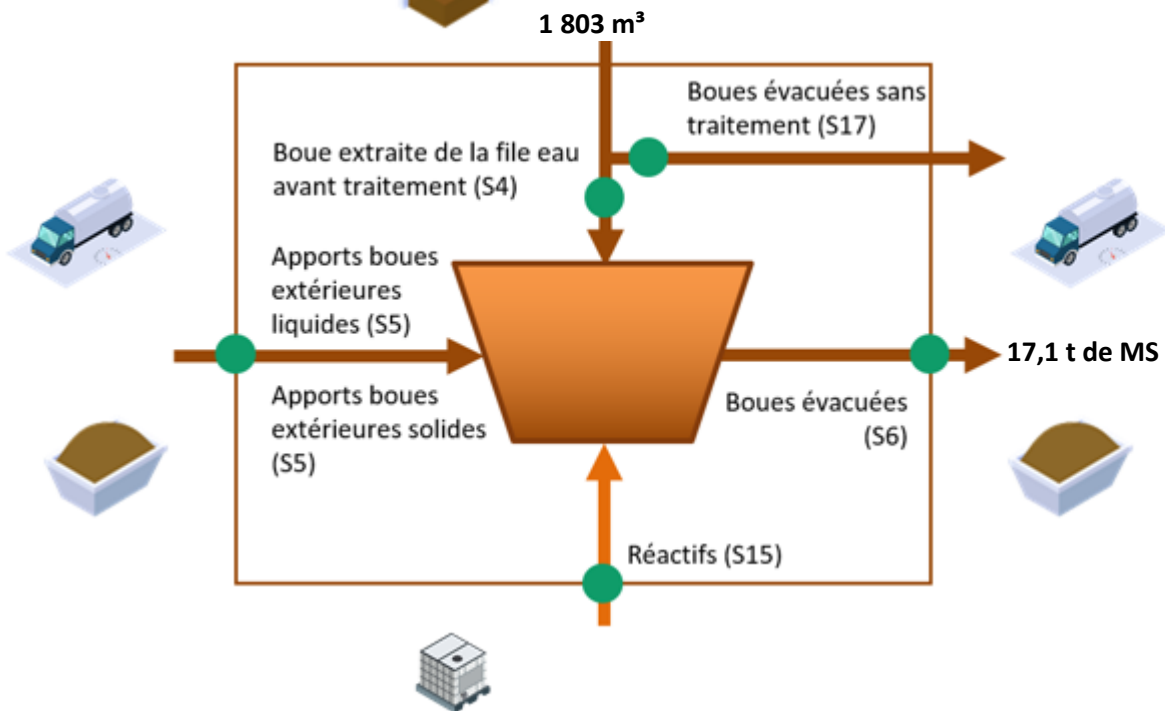 1 803 m³
Boues évacuées sans
traitement (S17)
Boue extraite de la file eau
avant traitement (S4)
Apports boues
extérieures
liquides (S5)
17,1 t de MS
Apports boues
extérieures solides
(S5)
Boues évacuées
(S6)
Réactifs (S15)